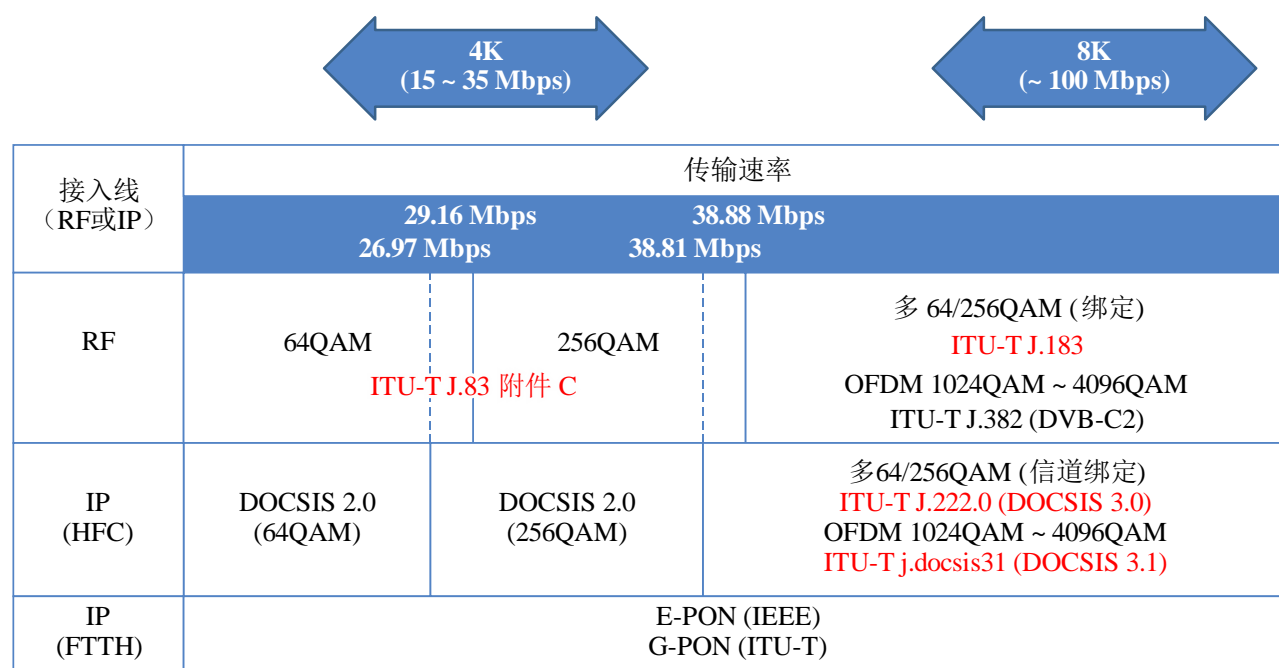 4K
(15 ~ 35 Mbps)
8K
(~ 100 Mbps)
接入线
（RF或IP）
传输速率
29.16 Mbps
38.88 Mbps
26.97 Mbps
38.81 Mbps
RF
64QAM
256QAM
ITU-T J.83 附件 C
多 64/256QAM (绑定)
ITU-T J.183
OFDM 1024QAM ~ 4096QAM
ITU-T J.382 (DVB-C2)
IP
(HFC)
DOCSIS 2.0
(64QAM)
DOCSIS 2.0
(256QAM)
多64/256QAM (信道绑定)
ITU-T J.222.0 (DOCSIS 3.0)
OFDM 1024QAM ~ 4096QAM
ITU-T j.docsis31 (DOCSIS 3.1)
IP
(FTTH)
E-PON (IEEE)
G-PON (ITU-T)